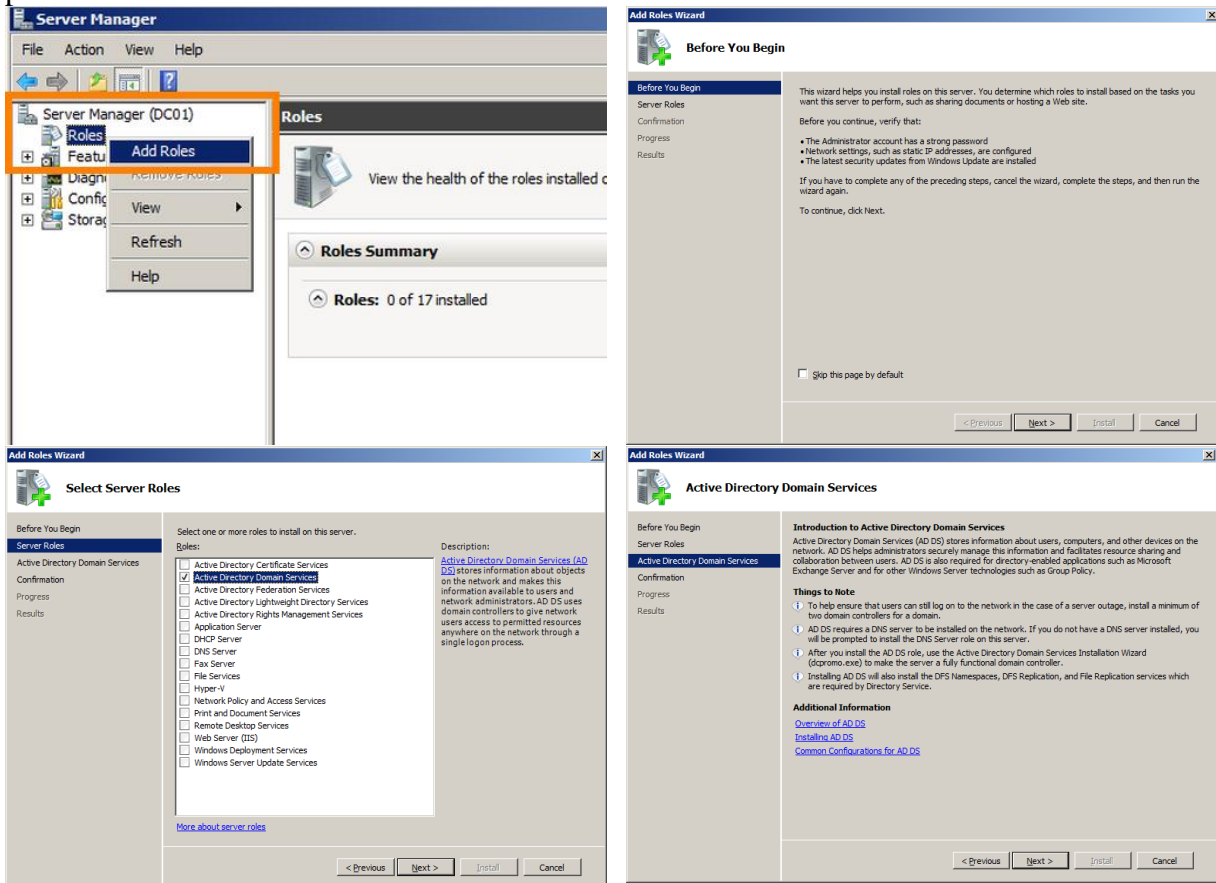 Server Manager
File Action View Help
Server Manager (DC01)
Roles
Featu
Diagn
Config
Storag
Add Roles
Remove Roles
View
Refresh
Help
Roles
View the health of the roles installed
Roles Summary
Roles: 0 of 17 installed
Add Roles Wizard
Before You Begin
Before You Begin
Server Roles
Confirmation
Progress
Results
This wizard helps you install roles on this server. You determine which roles to install based on the tasks you
want this server to perform, such as sharing documents or hosting a Web site.
Before you continue, verify that:
• The Administrator account has a strong password
• Network settings, such as static IP addresses, are configured
• The latest security updates from Windows Update are installed
If you have to complete any of the preceding steps, cancel the wizard, complete the steps, and then run the
wizard again.
To continue, click Next.
Skip this page by default
< Previous Next > Install Cancel
Add Roles Wizard
Select Server Roles
Before You Begin
Server Roles
Active Directory Domain Services
Confirmation
Progress
Results
Select one or more roles to install on this server.
Roles:
Active Directory Certificate Services
Active Directory Domain Services
Active Directory Federation Services
Active Directory Lightweight Directory Services
Active Directory Rights Management Services
Application Server
DHCP Server
DNS Server
Fax Server
File Services
Hyper-V
Network Policy and Access Services
Print and Document Services
Remote Desktop Services
Web Server (IIS)
Windows Deployment Services
Windows Server Update Services
More about server roles
Description:
Active Directory Domain Services (AD
DS) stores information about objects
on the network and makes this
information available to users and
network administrators. AD DS uses
domain controllers to give network
users access to permitted resources
anywhere on the network through a
single logon process.
< Previous Next > Install Cancel
Add Roles Wizard
Active Directory Domain Services
Before You Begin
Server Roles
Active Directory Domain Services
Confirmation
Progress
Results
Introduction to Active Directory Domain Services
Active Directory Domain Services (AD DS) stores information about users, computers, and other devices on the
network. AD DS helps administrators securely manage this information and facilitates resource sharing and
collaboration between users. AD DS is also required for directory-enabled applications such as Microsoft
Exchange Server and for other Windows Server technologies such as Group Policy.
Things to Note
To help ensure that users can still log on to the network in the case of a server outage, install a minimum of
two domain controllers for a domain.
AD DS requires a DNS server to be installed on the network. If you do not have a DNS server installed, you
will be prompted to install the DNS Server role on this server.
After you install the AD DS role, use the Active Directory Domain Services Installation Wizard
(dcpromo.exe) to make the server a fully functional domain controller.
Installing AD DS will also install the DFS Namespaces, DFS Replication, and File Replication services which
are required by Directory Service.
Additional Information
Overview of AD DS
Installing AD DS
Common Configurations for AD DS
< Previous Next > Install Cancel